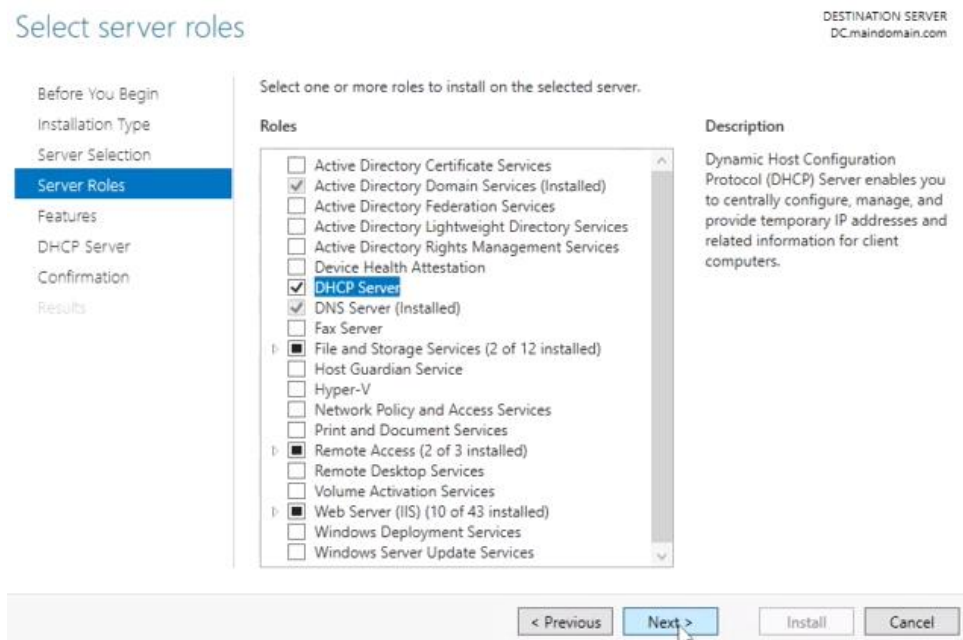 Select server roles
DESTINATION SERVER
DC.maindomain.com
Before You Begin
Installation Type
Server Selection
Server Roles
Features
DHCP Server
Confirmation
Results
Select one or more roles to install on the selected server.
Roles
Active Directory Certificate Services
Active Directory Domain Services (Installed)
Active Directory Federation Services
Active Directory Lightweight Directory Services
Active Directory Rights Management Services
Device Health Attestation
DHCP Server
DNS Server (Installed)
Fax Server
File and Storage Services (2 of 12 installed)
Host Guardian Service
Hyper-V
Network Policy and Access Services
Print and Document Services
Remote Access (2 of 3 installed)
Remote Desktop Services
Volume Activation Services
Web Server (IIS) (10 of 43 installed)
Windows Deployment Services
Windows Server Update Services
Description
Dynamic Host Configuration
Protocol (DHCP) Server enables you
to centrally configure, manage, and
provide temporary IP addresses and
related information for client
computers.
< Previous
Next >
Install
Cancel